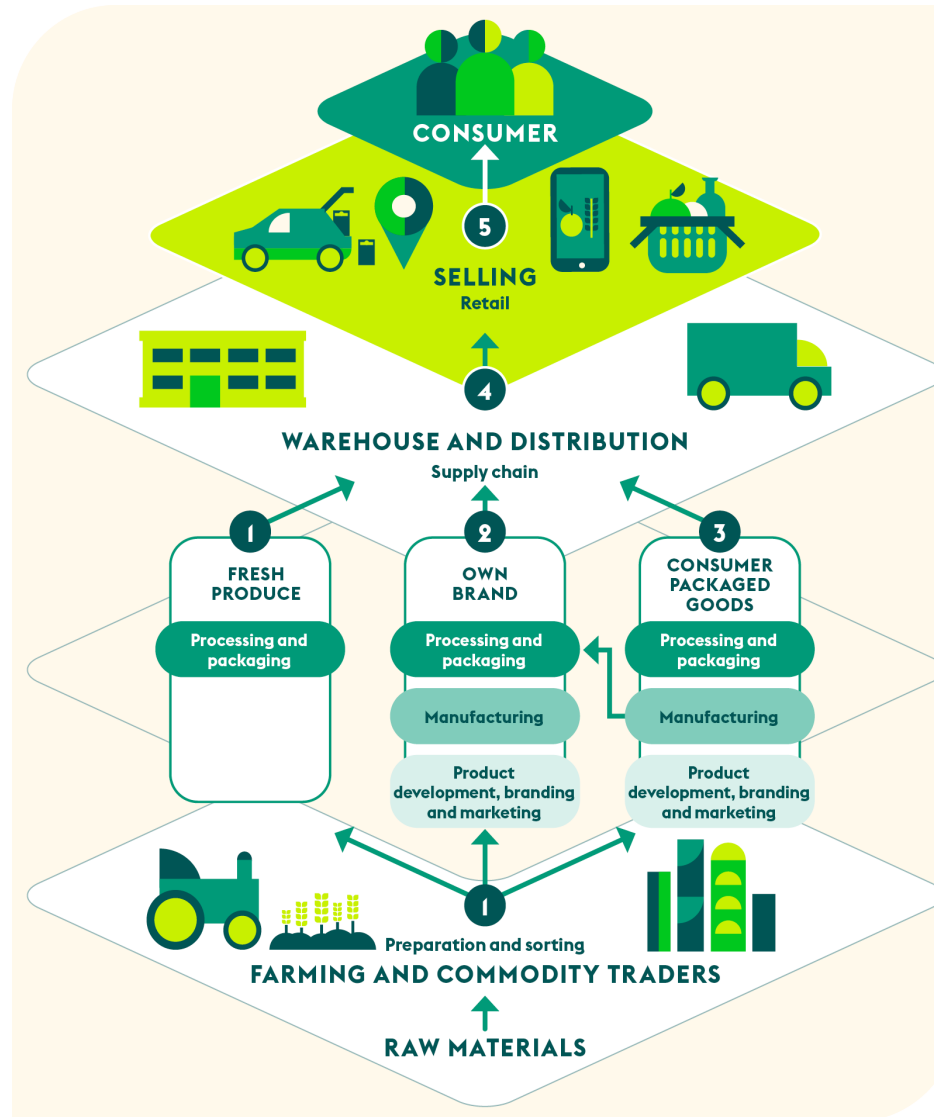 CONSUMER
5
SELLING
Retail
4
WAREHOUSE AND DISTRIBUTION
Supply chain
1
FRESH
PRODUCE
Processing and
packaging
2
OWN
BRAND
Processing and
packaging
Manufacturing
Product
development, branding
and marketing
3
CONSUMER
PACKAGED
GOODS
Processing and
packaging
Manufacturing
Product
development, branding
and marketing
1
Preparation and sorting
FARMING AND COMMODITY TRADERS
RAW MATERIALS